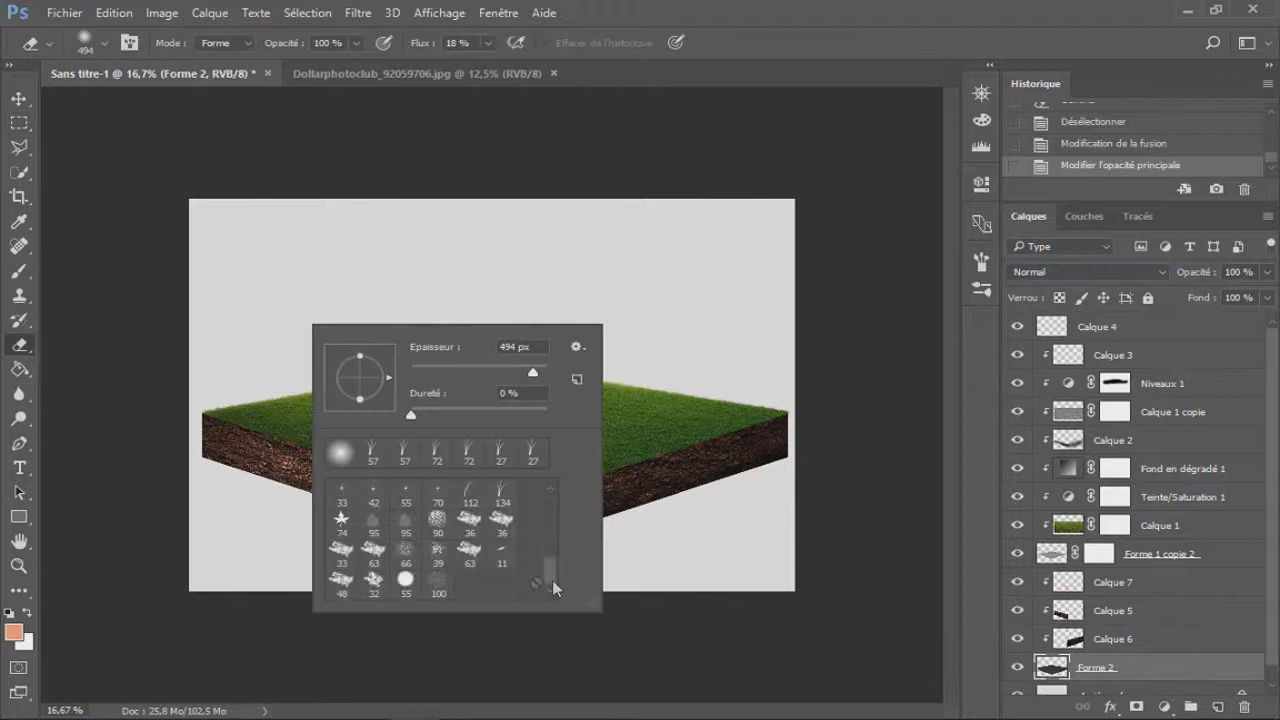 Ps Fichier Edition Image Calque Texte Sélection Filtre 3D Affichage Fenêtre Aide
494 Mode : Forme Opacité : 100 % Flux : 18 % Effacer de l'historique
Sans titre-1 @ 16,7% (Forme 2, RVB/8) * × Dollarphotoclub_92059706.jpg @ 12,5% (RVB/8) ×
Historique
Désélectionner
Modification de la fusion
Modifier l'opacité principale
Calques Couches Tracés
Type
Normal Opacité : 100 %
Verrou : Fond : 100 %
Calque 4
Calque 3
Niveaux 1
Calque 1 copie
Calque 2
Fond en dégradé 1
Teinte/Saturation 1
Calque 1
Forme 1 copie 2
Calque 7
Calque 5
Calque 6
Forme 2
Epaisseur : 494 px
Dureté : 0 %
57 57 72 72 27 27
33 42 55 70 112 134
74 95 95 90 36 36
33 63 66 39 63 11
48 32 55 100
T
16,67 % Doc : 25,8 Mo/102,5 Mo